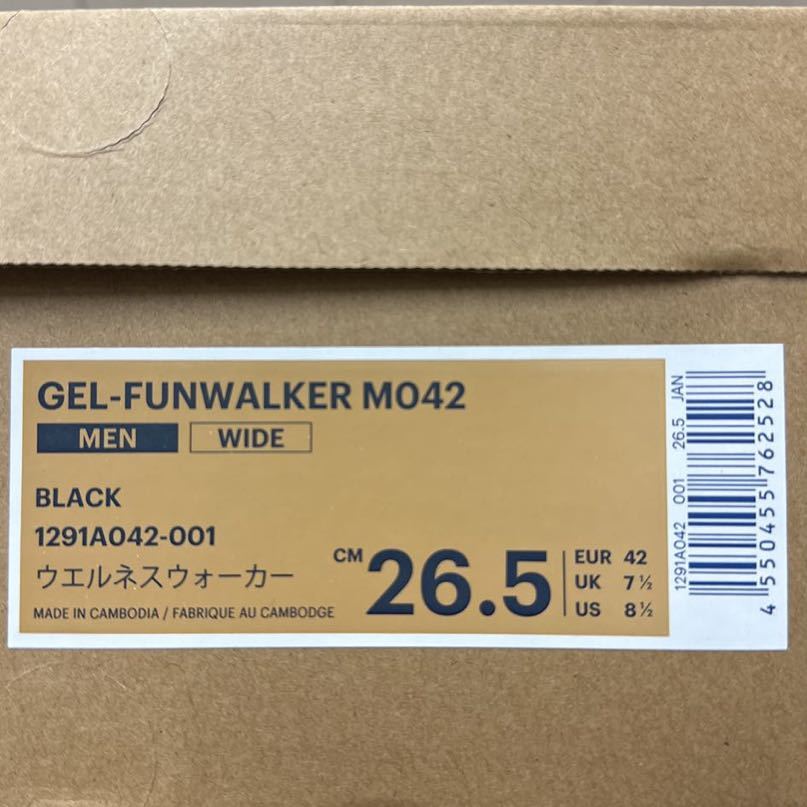 GEL-FUNWALKER M042
MEN WIDE
BLACK
1291A042-001
ウエルネスウォーカー
MADE IN CAMBODIA / FABRIQUE AU CAMBODGE
CM 26.5
EUR 42
UK 7½
US 8½
1291A042 001 26.5 JAN
4550455762528